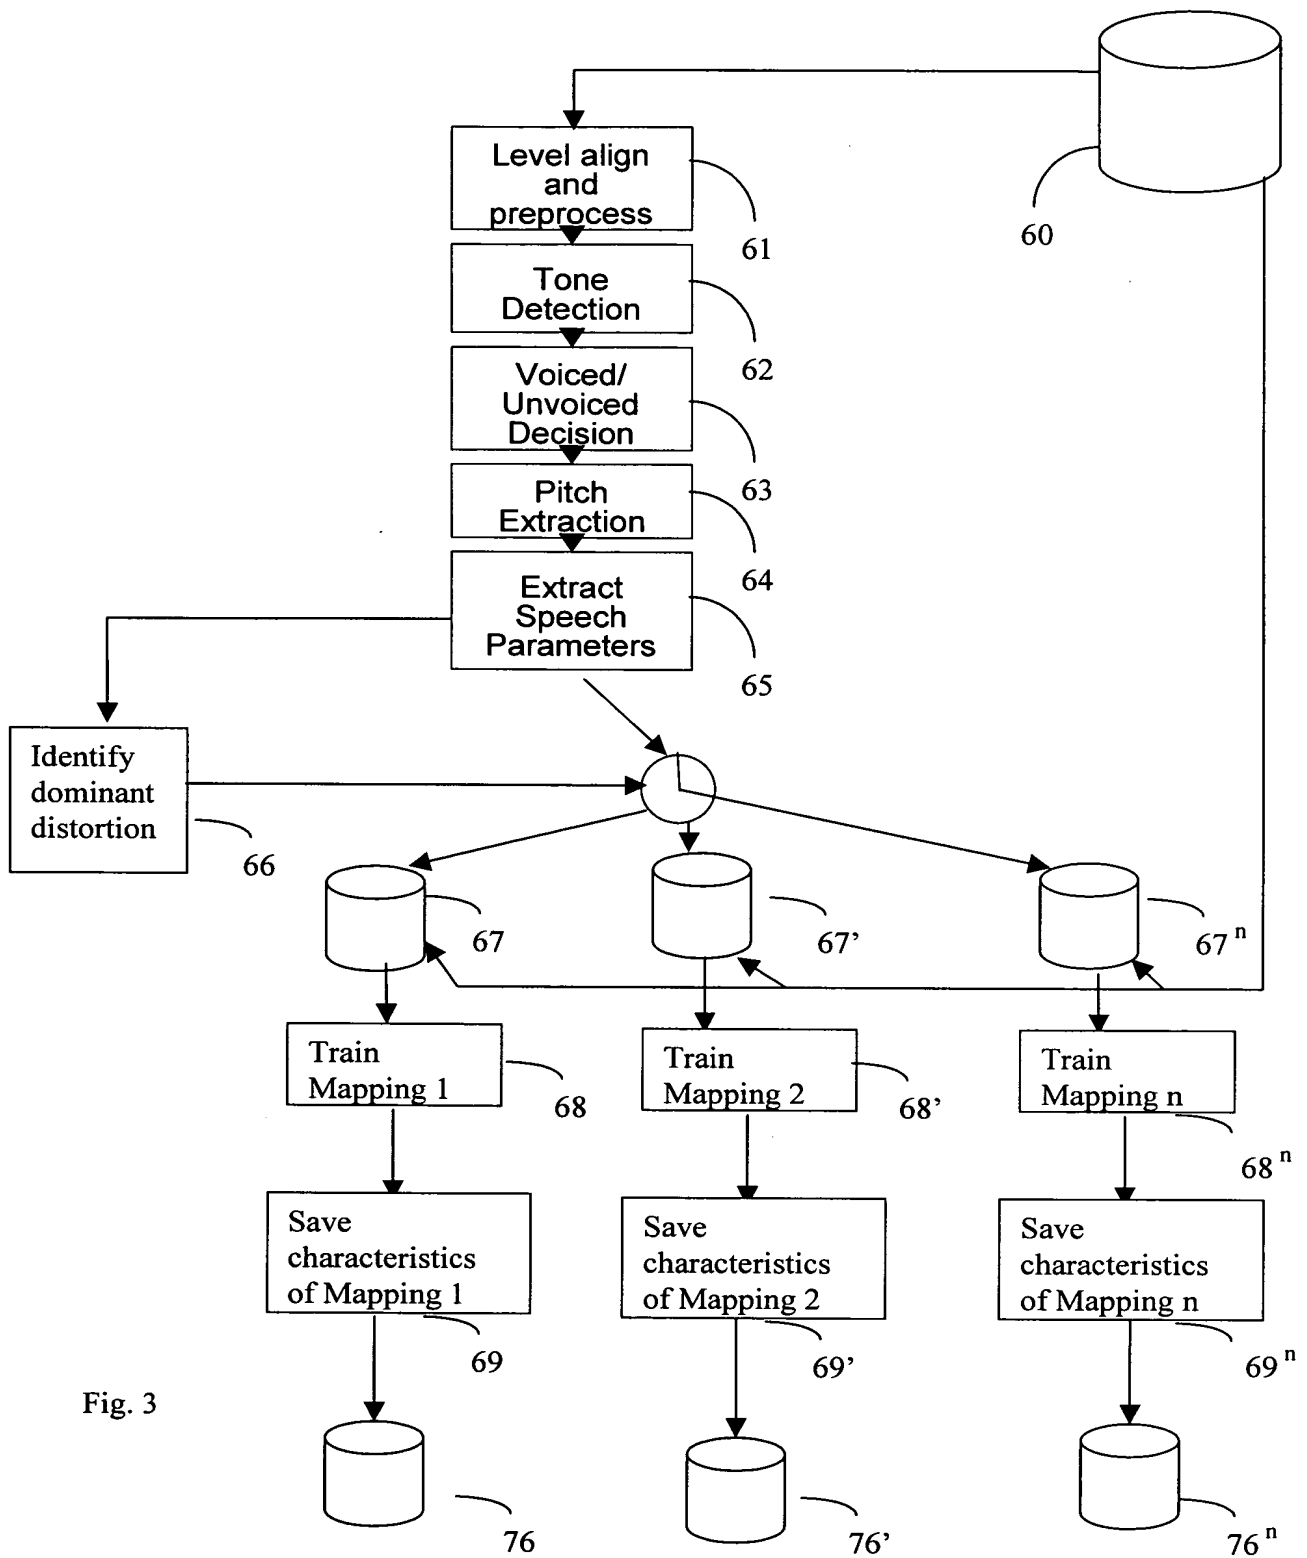 Level align
and
preprocess
61
60
Tone
Detection
62
Voiced/
Unvoiced
Decision
63
Pitch
Extraction
64
Extract
Speech
Parameters
65
Identify
dominant
distortion
66
67
67’
67 n
Train
Mapping 1
68
Train
Mapping 2
68’
Train
Mapping n
68 n
Save
characteristics
of Mapping 1
69
Save
characteristics
of Mapping 2
69’
Save
characteristics
of Mapping n
69 n
Fig. 3
76
76’
76 n